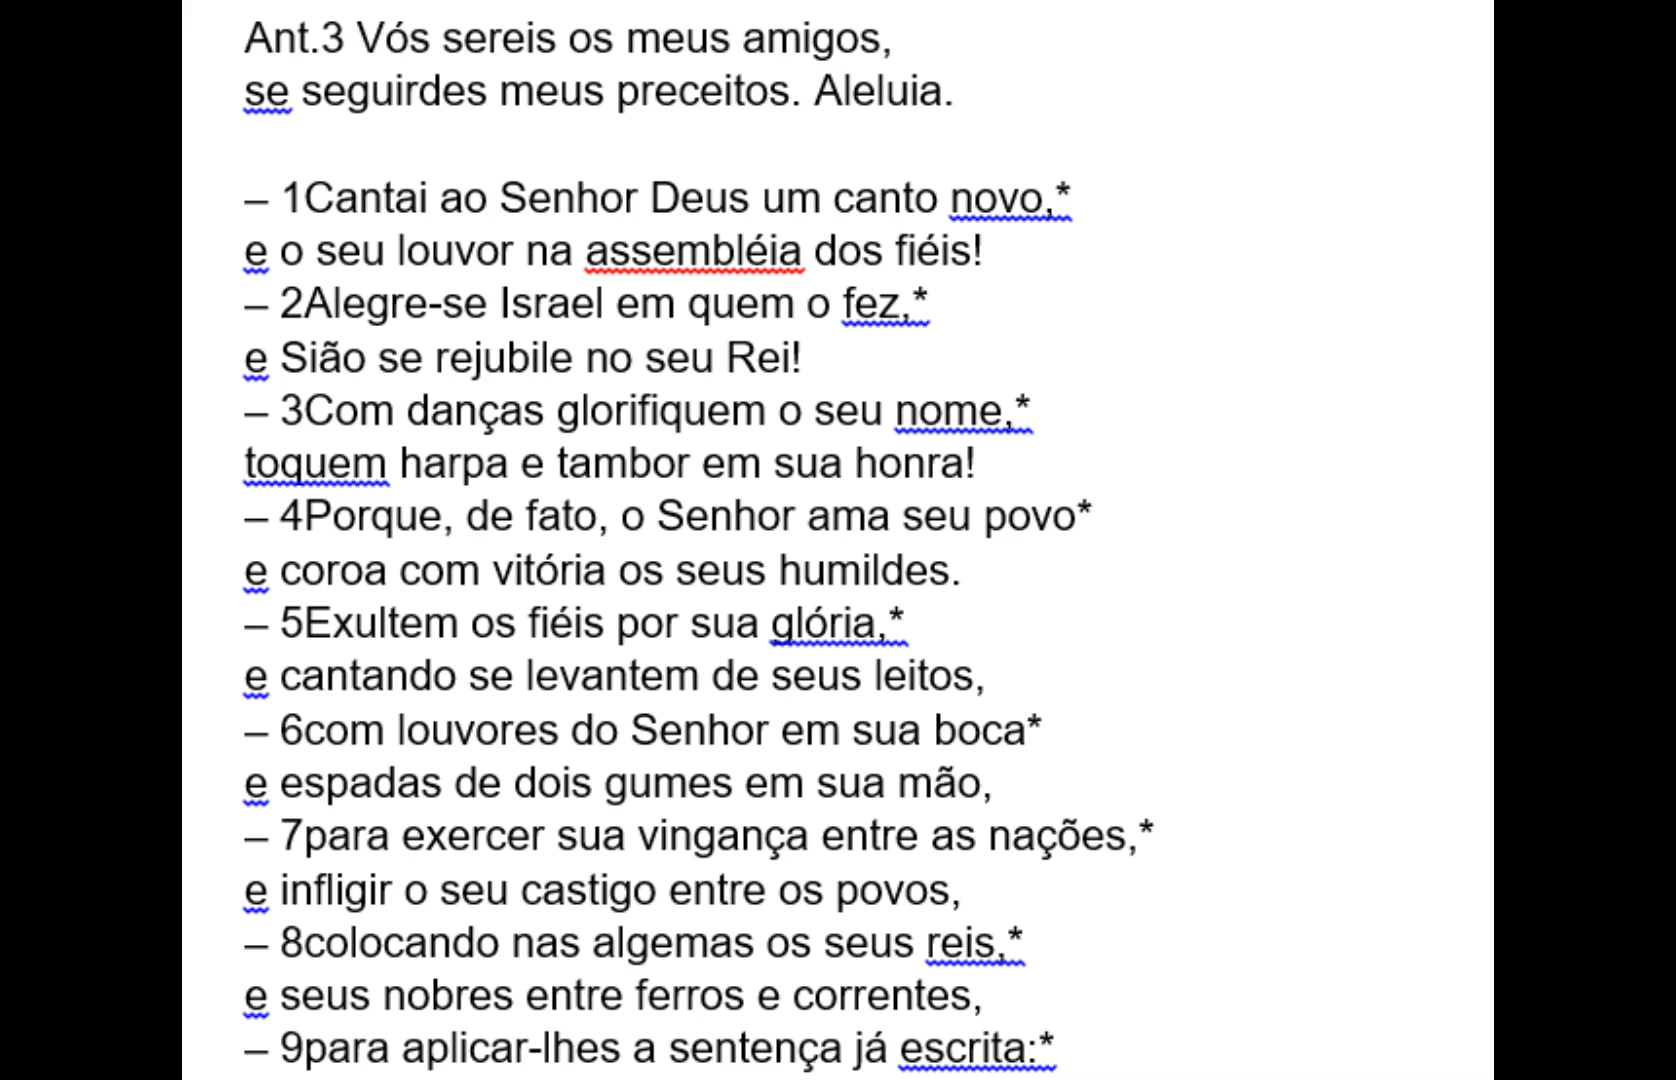 Ant.3 Vós sereis os meus amigos,
se seguirdes meus preceitos. Aleluia.
– 1Cantai ao Senhor Deus um canto novo,*
e o seu louvor na assembléia dos fiéis!
– 2Alegre-se Israel em quem o fez,*
e Sião se rejubile no seu Rei!
– 3Com danças glorifiquem o seu nome,*
toquem harpa e tambor em sua honra!
– 4Porque, de fato, o Senhor ama seu povo*
e coroa com vitória os seus humildes.
– 5Exultem os fiéis por sua glória,*
e cantando se levantem de seus leitos,
– 6com louvores do Senhor em sua boca*
e espadas de dois gumes em sua mão,
– 7para exercer sua vingança entre as nações,*
e infligir o seu castigo entre os povos,
– 8colocando nas algemas os seus reis,*
e seus nobres entre ferros e correntes,
– 9para aplicar-lhes a sentença já escrita:*